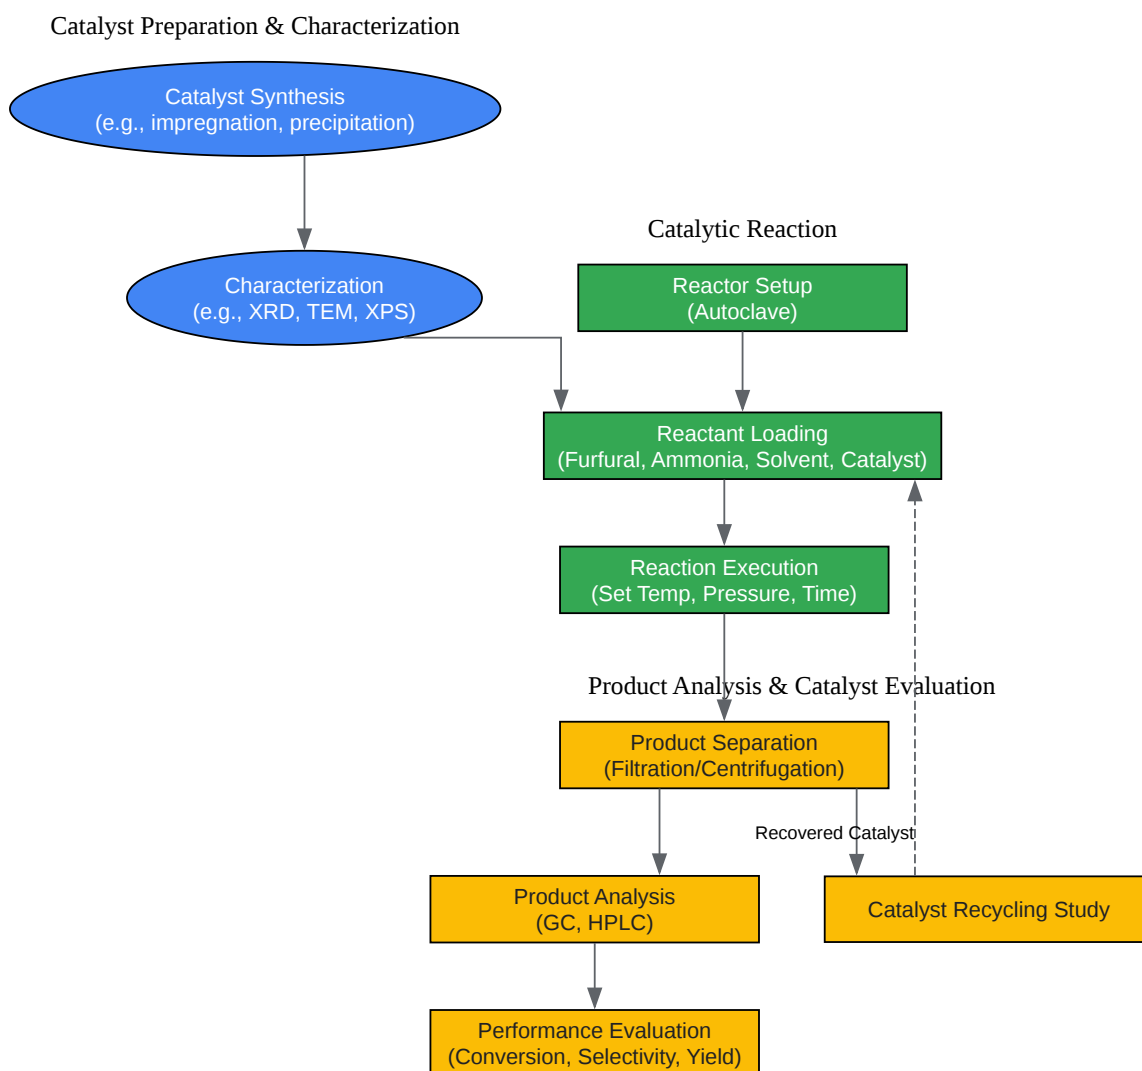 Catalyst Preparation & Characterization
Catalyst Synthesis
(e.g., impregnation, precipitation)
Characterization
(e.g., XRD, TEM, XPS)
Catalytic Reaction
Reactor Setup
(Autoclave)
Reactant Loading
(Furfural, Ammonia, Solvent, Catalyst)
Reaction Execution
(Set Temp, Pressure, Time)
Product Analysis & Catalyst Evaluation
Product Separation
(Filtration/Centrifugation)
Recovered Catalyst
Product Analysis
(GC, HPLC)
Catalyst Recycling Study
Performance Evaluation
(Conversion, Selectivity, Yield)